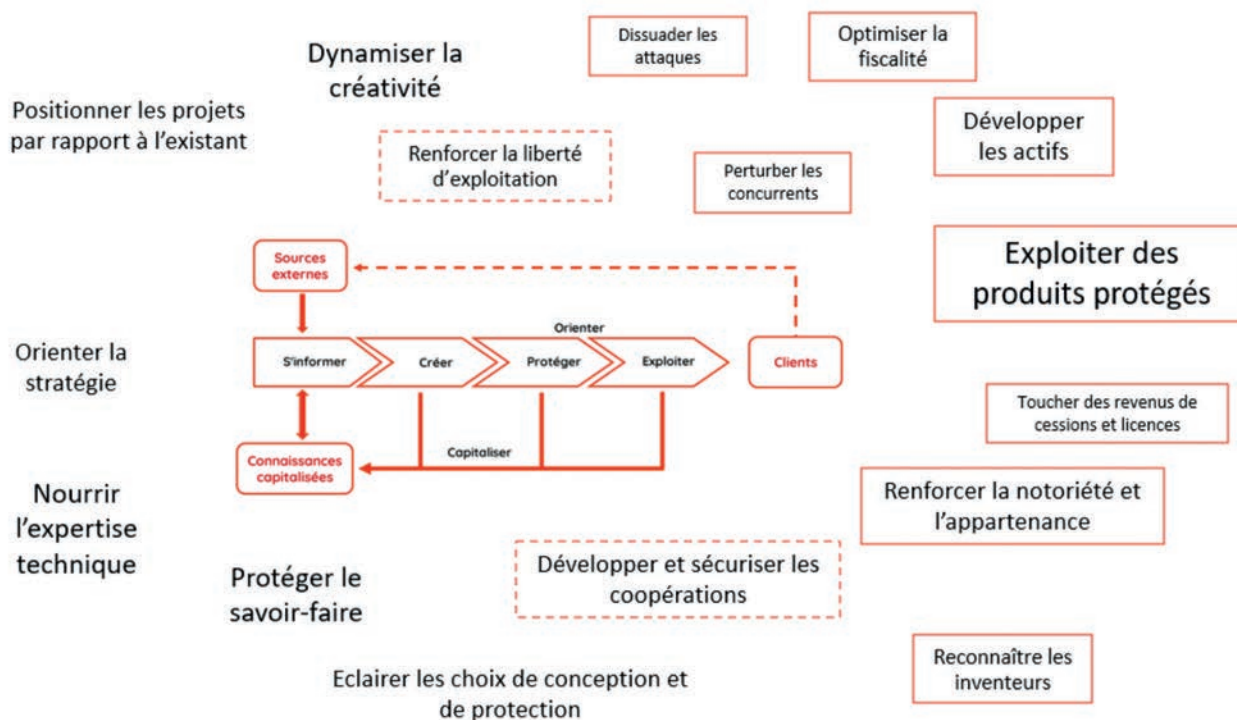 Dynamiser la
créativité
Dissuader les
attaques
Optimiser la
fiscalité
Positionner les projets
par rapport à l’existant
Développer
les actifs
Renforcer la liberté
d’exploitation
Perturber les
concurrents
Exploiter des
produits protégés
Sources
externes
Orienter
Orienter la
stratégie
S'informer
Créer
Protéger
Exploiter
Clients
Toucher des revenus de
cessions et licences
Capitaliser
Connaissances
capitalisées
Renforcer la notoriété et
l’appartenance
Nourrir
l’expertise
technique
Protéger le
savoir-faire
Développer et sécuriser les
coopérations
Reconnaître les
inventeurs
Eclairer les choix de conception et
de protection